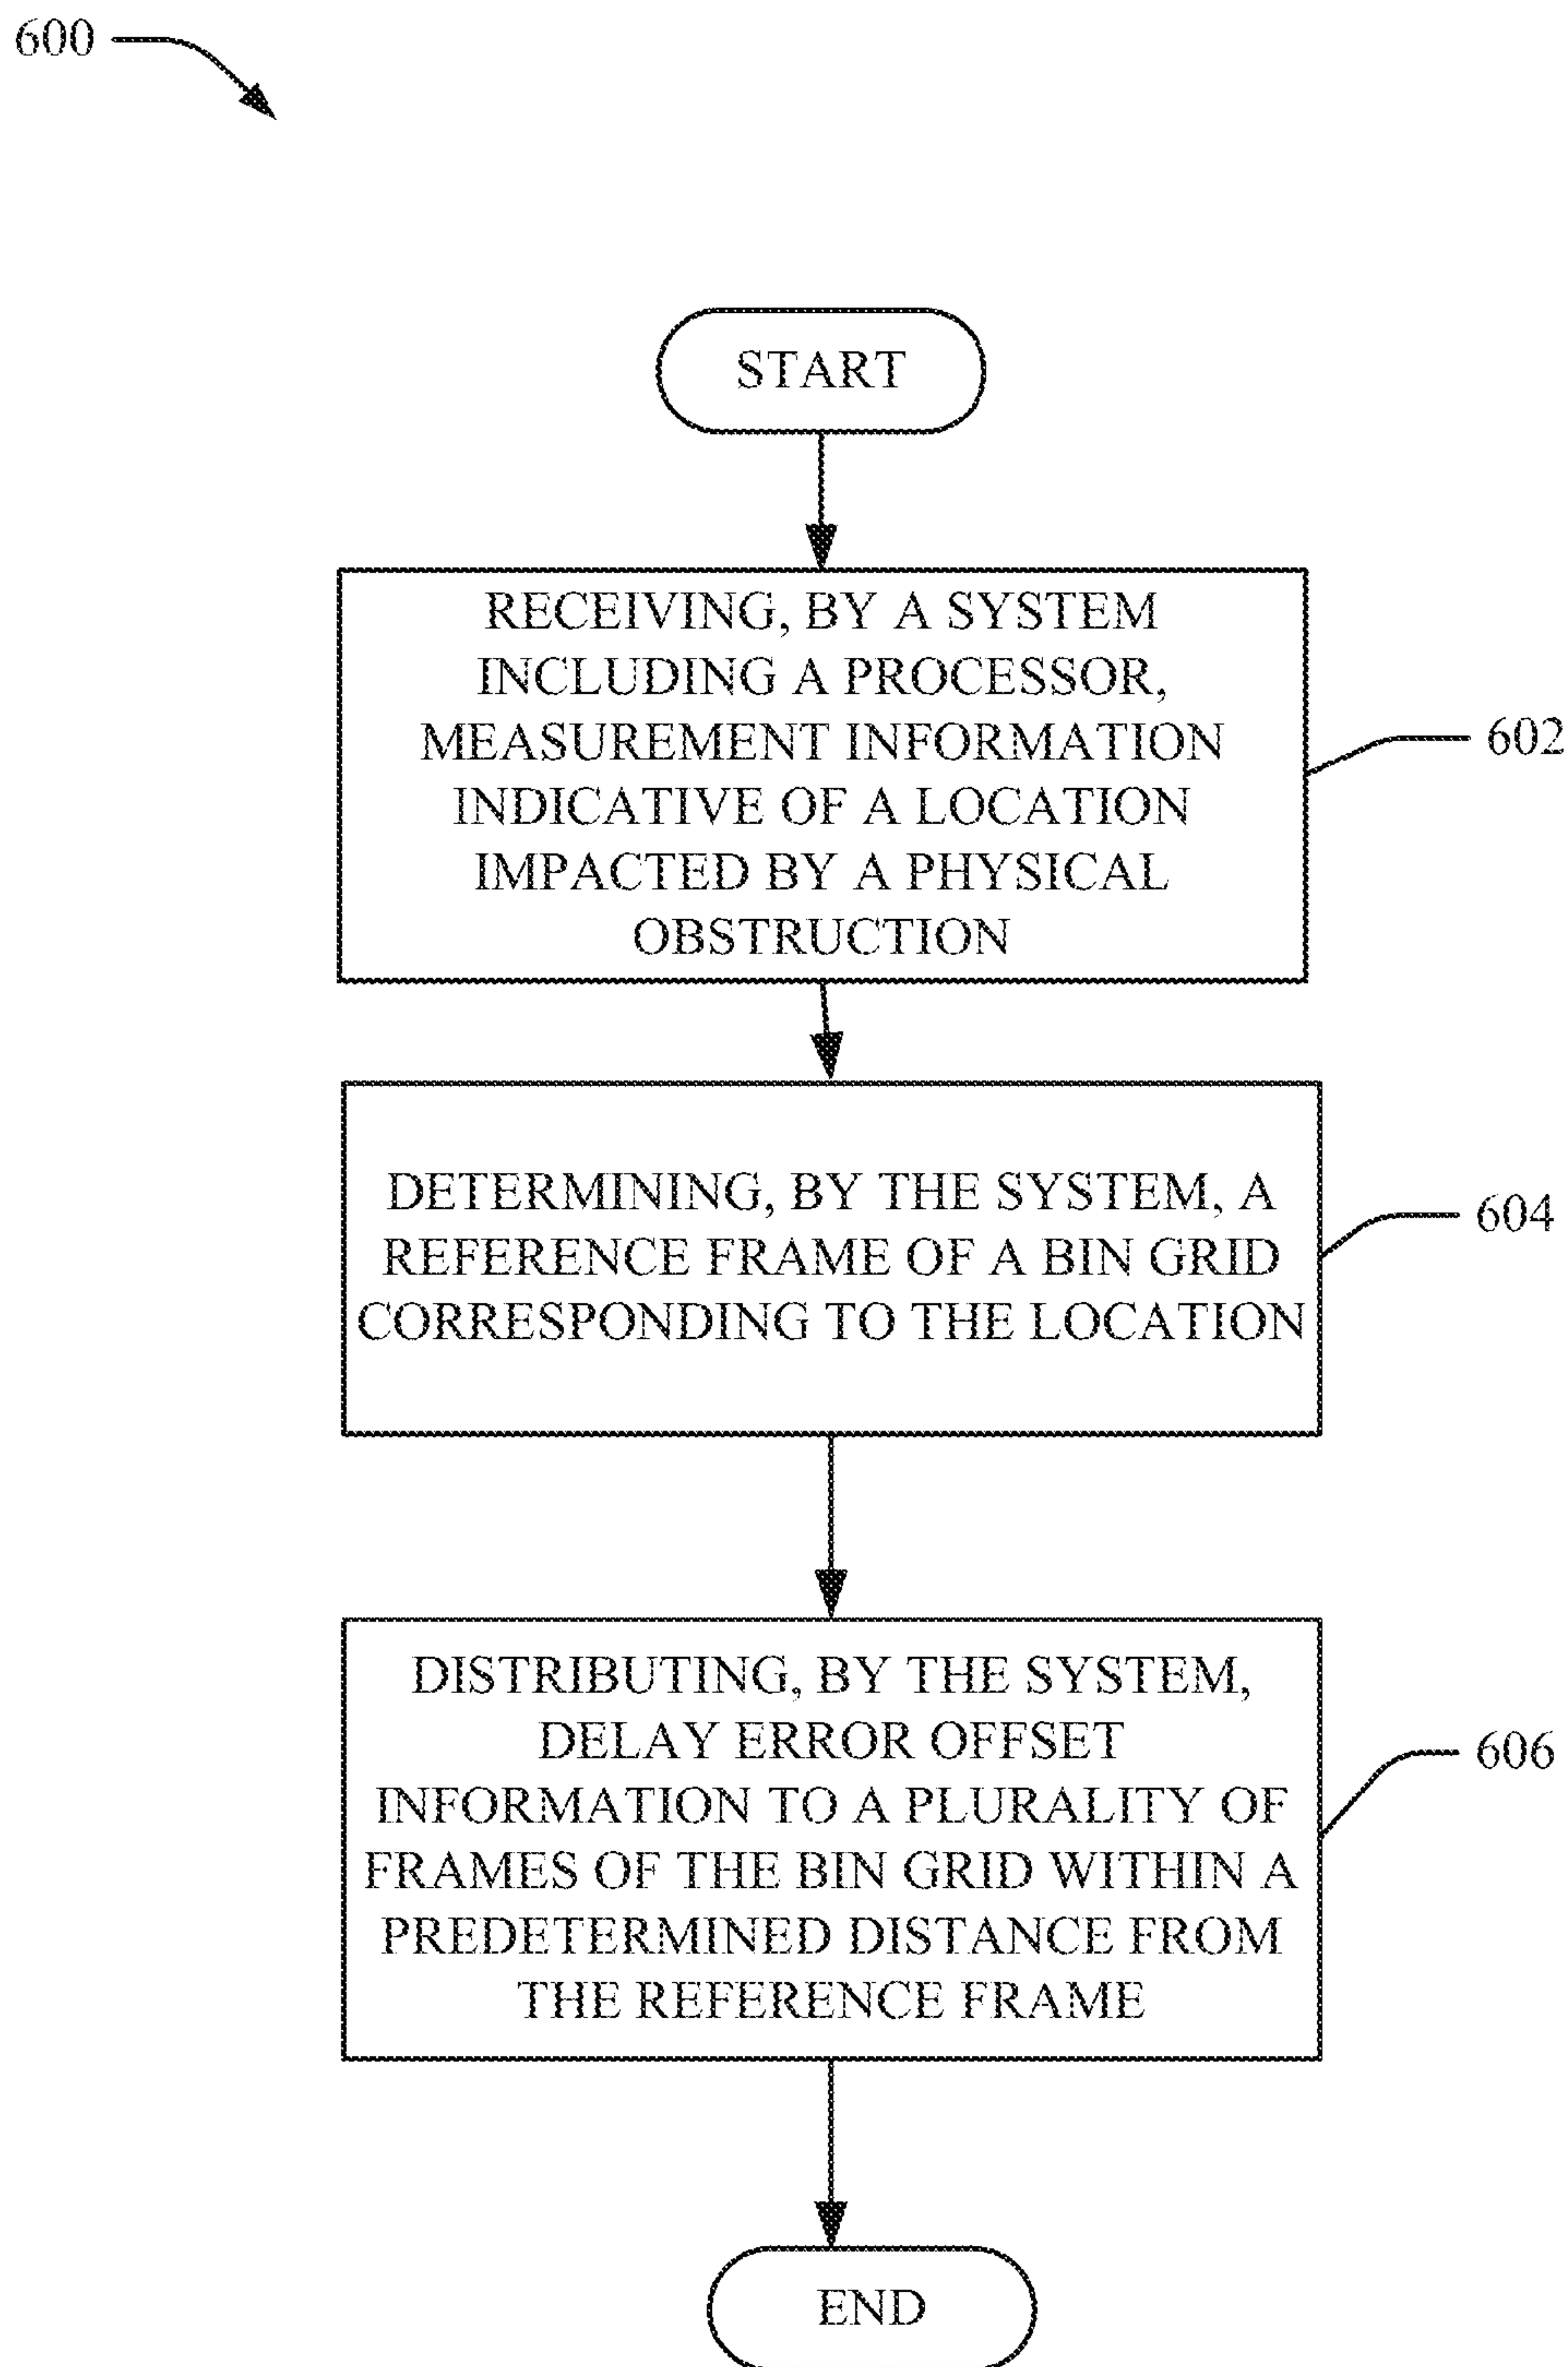 600
START
RECEIVING, BY A SYSTEM
INCLUDING A PROCESSOR,
MEASUREMENT INFORMATION
INDICATIVE OF A LOCATION
IMPACTED BY A PHYSICAL
OBSTRUCTION
602
DETERMINING, BY THE SYSTEM, A
REFERENCE FRAME OF A BIN GRID
CORRESPONDING TO THE LOCATION
604
DISTRIBUTING, BY THE SYSTEM,
DELAY ERROR OFFSET
INFORMATION TO A PLURALITY OF
FRAMES OF THE BIN GRID WITHIN A
PREDETERMINED DISTANCE FROM
THE REFERENCE FRAME
606
END